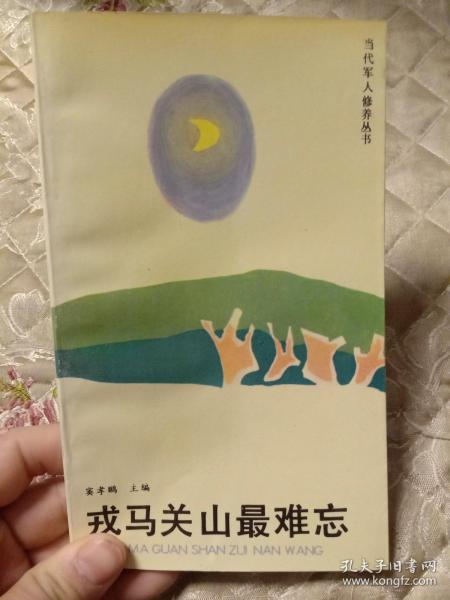 当代军人修养丛书
窦孝鹏 主编
戎马关山最难忘
MA GUAN SHAN ZUI NAN WANG
孔夫子旧书网
www.kongfz.com